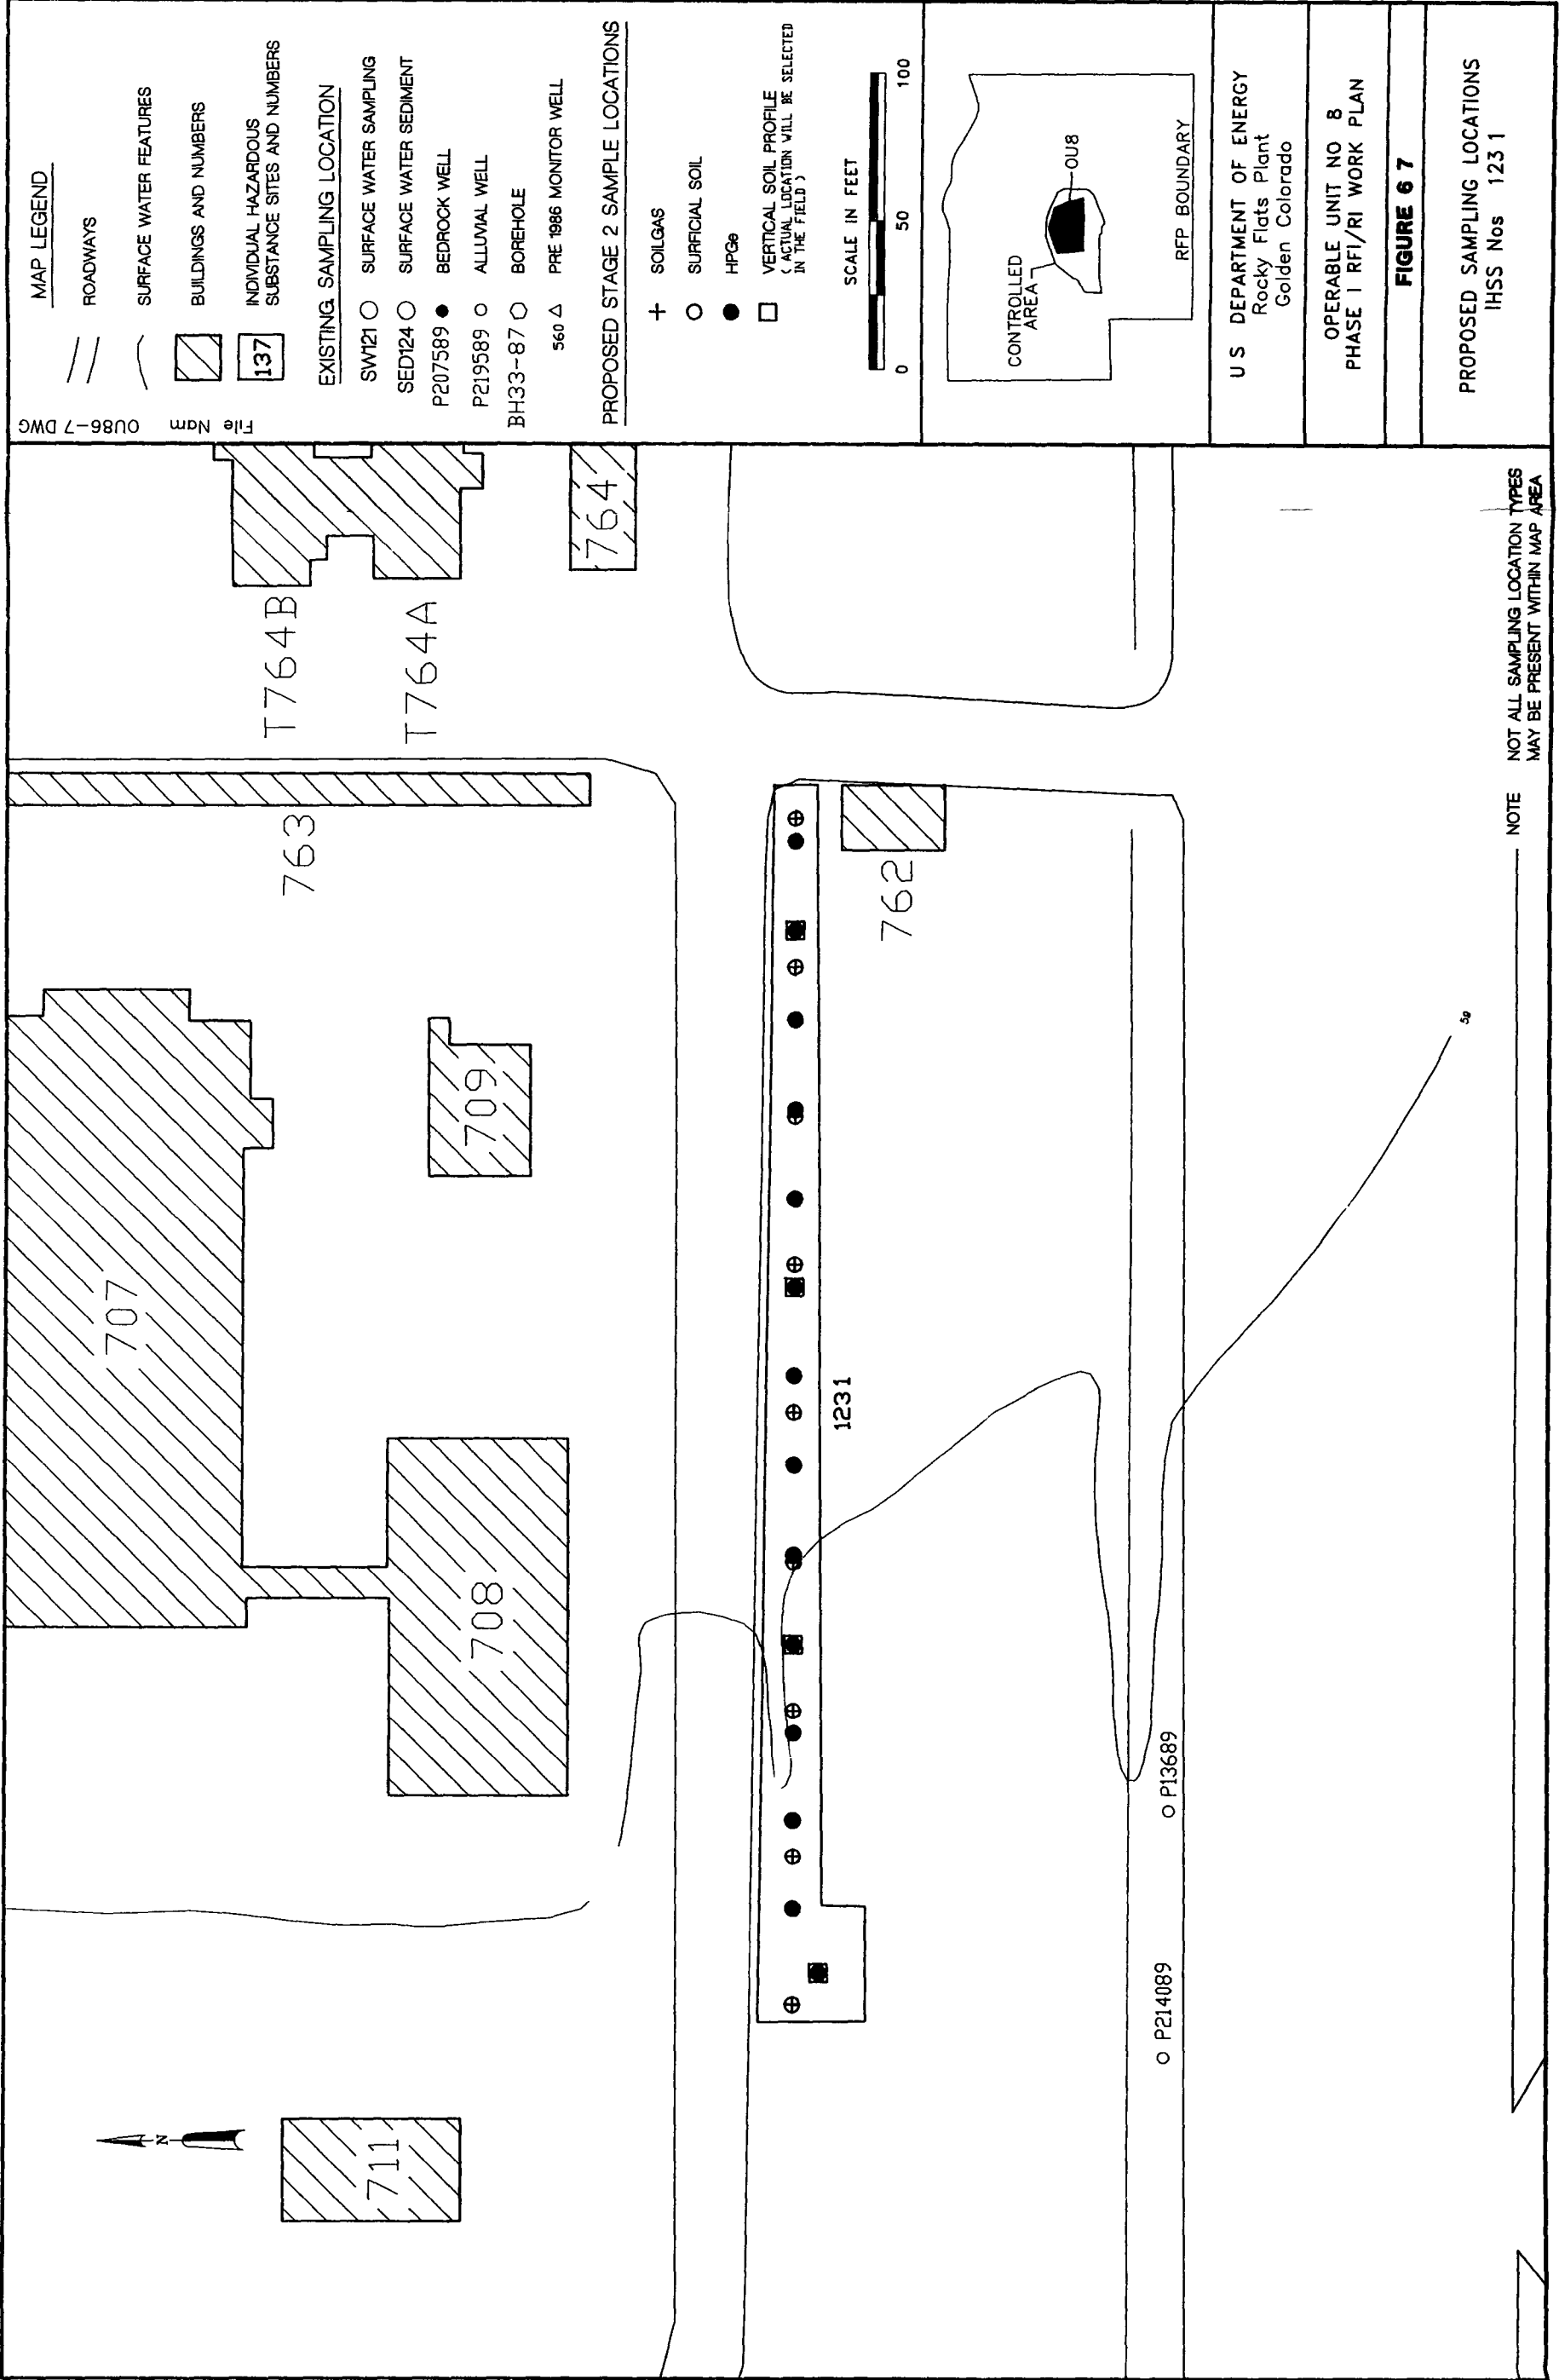 MAP LEGEND
ROADWAYS
SURFACE WATER FEATURES
BUILDINGS AND NUMBERS
137
INDIVIDUAL HAZARDOUS
SUBSTANCE SITES AND NUMBERS
EXISTING SAMPLING LOCATION
SW121 SURFACE WATER SAMPLING
SED124 SURFACE WATER SEDIMENT
P207589 BEDROCK WELL
P219589 ALLUVIAL WELL
BH33-87 BOREHOLE
560 PRE 1986 MONITOR WELL
PROPOSED STAGE 2 SAMPLE LOCATIONS
SOILGAS
SURFICIAL SOIL
HPGe
VERTICAL SOIL PROFILE
( ACTUAL LOCATION WILL BE SELECTED
IN THE FIELD )
SCALE IN FEET
0 50 100
CONTROLLED
AREA
OU8
RFP BOUNDARY
U S DEPARTMENT OF ENERGY
Rocky Flats Plant
Golden Colorado
OPERABLE UNIT NO 8
PHASE I RFI/RI WORK PLAN
FIGURE 6 7
PROPOSED SAMPLING LOCATIONS
IHSS Nos 123 1
File Nam OU86-7 DWG
T764B
T764A
764
763
762
707
709
708
711
N
1231
P13689
P214089
59
NOTE NOT ALL SAMPLING LOCATION TYPES
MAY BE PRESENT WITHIN MAP AREA